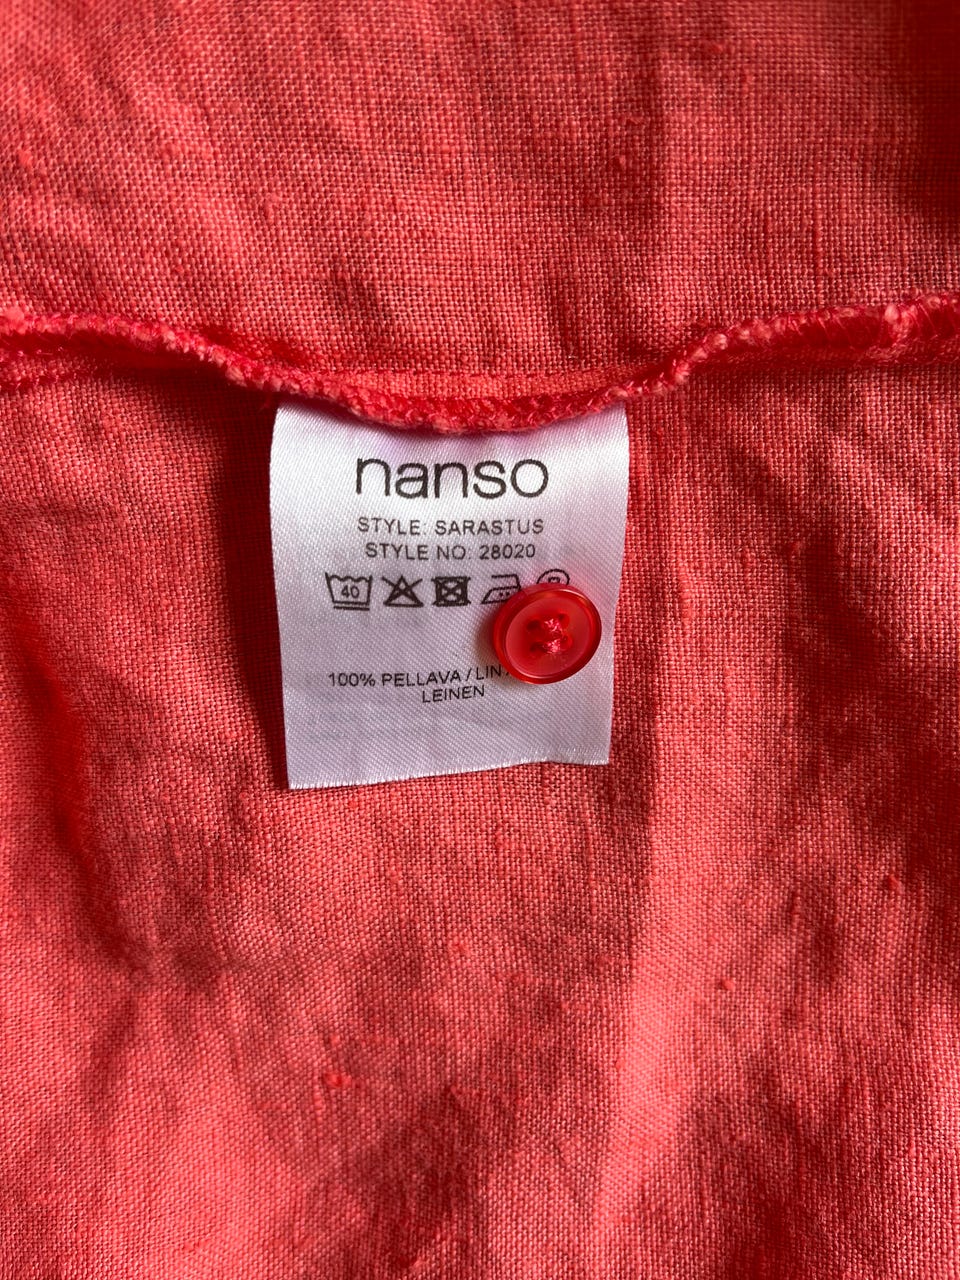 nanso
STYLE: SARASTUS
STYLE NO: 28020
40
100% PELLAVA / LIN
LEINEN